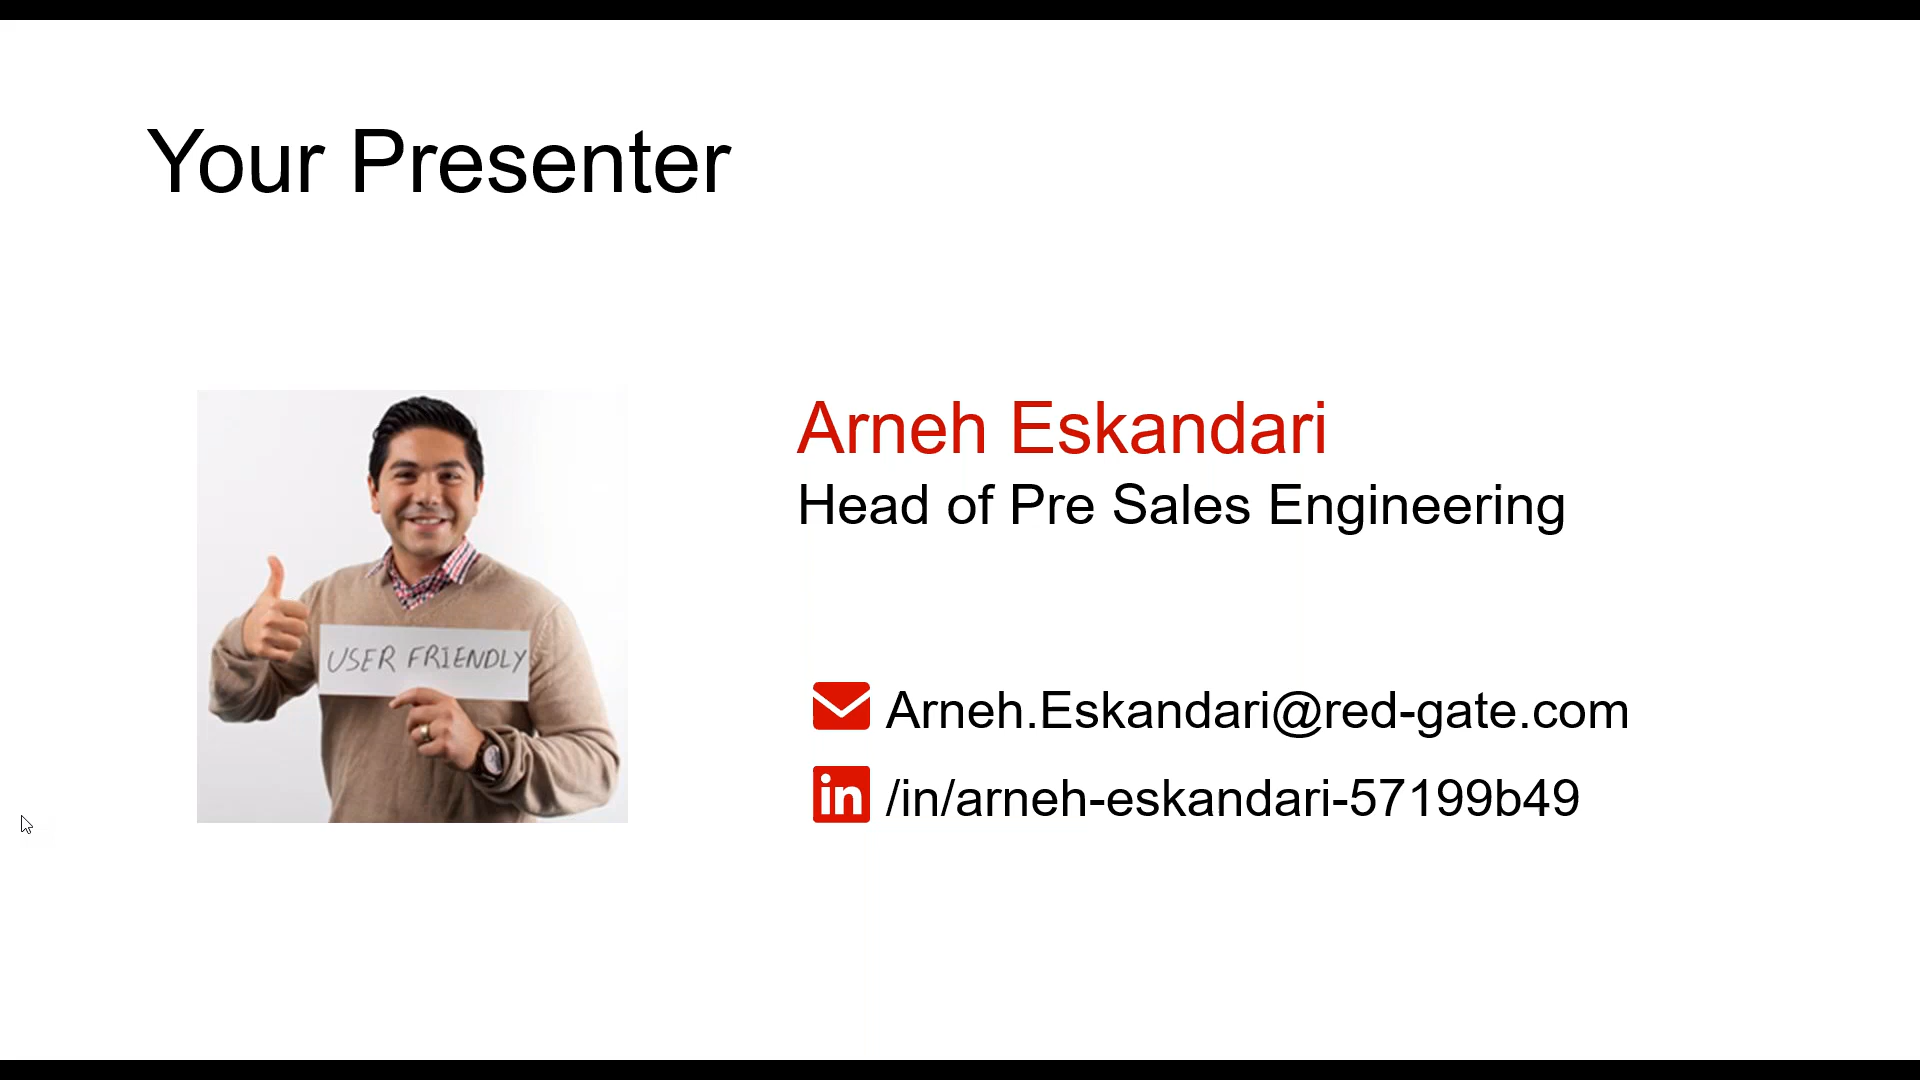 Your Presenter
Arneh Eskandari
Head of Pre Sales Engineering
USER FRIENDLY
Arneh.Eskandari@red-gate.com
in /in/arneh-eskandari-57199b49